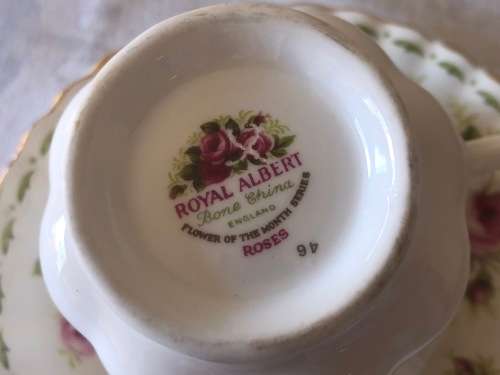 ROYAL ALBERT
Bone China
ENGLAND
FLOWER OF THE MONTH SERIES
ROSES
46